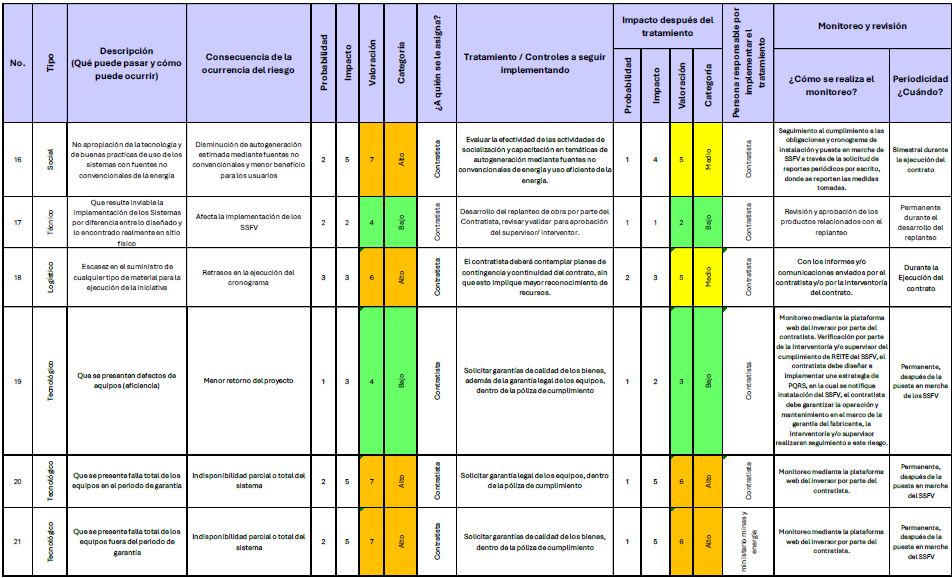 No.
Tipo
Descripción
(Qué puede pasar y cómo
puede ocurrir)
Consecuencia de la
ocurrencia del riesgo
Probabilidad
Impacto
Valoración
Categoría
¿A quién se le asigna?
Tratamiento / Controles a seguir
implementando
Impacto después del
tratamiento
Probabilidad
Impacto
Valoración
Categoría
Persona responsable por
implementar el
tratamiento
Monitoreo y revisión
¿Cómo se realiza el
monitoreo?
Periodicidad
¿Cuándo?
16
Social
No apropiación de la tecnología y
de buenas practicas de uso de los
sistemas con fuentes no
convencionales de la energía
Disminución de autogeneración
estimada mediante fuentes no
convencionales y menor beneficio
para los usuarios
2
5
7
Alto
Contratista
Evaluar la efectividad de las actividades de
socialización y capacitación en temáticas de
autogeneración mediante fuentes no
convencionales de energía y uso eficiente de la
energía.
1
4
5
Medio
Contratista
Seguimiento al cumplimiento a las
obligaciones y cronograma de
instalación y puesta en marcha de
SSFV a través de la solicitud de
reportes periódicos por escrito,
donde se reporten las medidas
tomadas.
Bimestral durante
la ejecución del
contrato
17
Técnico
Que resulte inviable la
implementación de los Sistemas
por diferencia entre lo diseñado y
lo encontrado realmente en sitio
físico
Afecta la implementación de los
SSFV
2
2
4
Bajo
Contratista
Desarrollo del replanteo de obra por parte del
Contratista, revisar y validar para aprobación
del supervisor/ interventor.
1
1
2
Bajo
Contratista
Revisión y aprobación de los
productos relacionados con el
replanteo
Permanente
durante el
desarrollo del
replanteo
18
Logístico
Escasez en el suministro de
cualquier tipo de material para la
ejecución de la iniciativa
Retrasos en la ejecución del
cronograma
3
3
6
Alto
Contratista
El contratista deberá contemplar planes de
contingencia y continuidad del contrato, sin
que esto implique mayor reconocimiento de
recursos.
2
3
5
Medio
Contratista
Con los informes y/o
comunicaciones enviados por el
contratista y/o por la interventoría
del contrato.
Durante la
Ejecución del
contrato
19
Tecnológico
Que se presentan defectos de
equipos (eficiencia)
Menor retorno del proyecto
1
3
4
Bajo
Contratista
Solicitar garantías de calidad de los bienes,
además de la garantía legal de los equipos,
dentro de la póliza de cumplimiento
1
2
3
Bajo
Contratista
Monitoreo mediante la plataforma
web del inversor por parte del
contratista. Verificación por parte
de la interventoría y/o supervisor del
cumplimiento de REITE del SSFV, el
contratista debe diseñar e
implementar una estrategia de
PQRS, en la cual se notifique
instalación del SSFV, el contratista
debe garantizar la operación y
mantenimiento en el marco de la
garantía del fabricante, la
interventoría y/o supervisor
realizaran seguimiento a este riesgo.
Permanente,
después de la
puesta en marcha
de los SSFV
20
Tecnológico
Que se presente falla total de los
equipos en el periodo de garantía
Indisponibilidad parcial o total del
sistema
2
5
7
Alto
Contratista
Solicitar garantía legal de los equipos, dentro
de la póliza de cumplimiento
1
5
6
Alto
Contratista
Monitoreo mediante la plataforma
web del inversor por parte del
contratista.
Permanente,
después de la
puesta en marcha
del SSFV
21
Tecnológico
Que se presente falla total de los
equipos fuera del periodo de
garantía
Indisponibilidad parcial o total del
sistema
2
5
7
Alto
Contratista
Solicitar garantías de calidad de los bienes,
dentro de la póliza de cumplimiento
1
5
6
Alto
ministerio minas y
energía
Monitoreo mediante la plataforma
web del inversor por parte del
contratista.
Permanente,
después de la
puesta en marcha
del SSFV